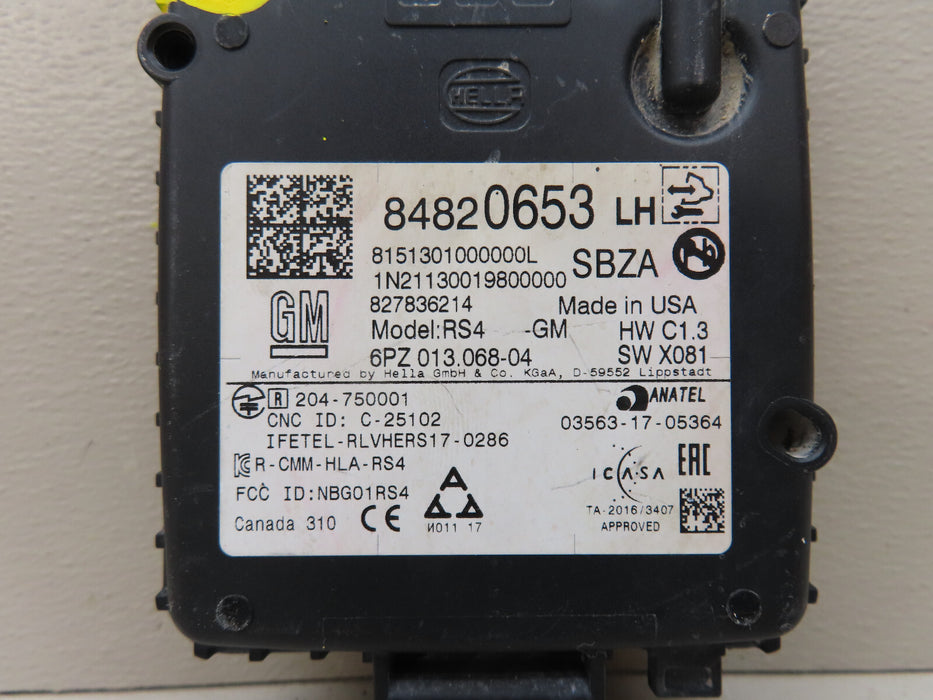 HELLA
84820653 LH
8151301000000L
1N21130019800000 SBZA
827836214 Made in USA
GM Model:RS4 -GM HW C1.3
6PZ 013.068-04 SW X081
Manufactured by Hella GmbH & Co. KGaA, D-59552 Lippstadt
R 204-750001 ANATEL
CNC ID: C-25102 03563-17-05364
IFETEL-RLVHERS17-0286
R-CMM-HLA-RS4 ICASA EAC
FCC ID:NBG01RS4
TA-2016/3407
Canada 310 CE И011 17 APPROVED